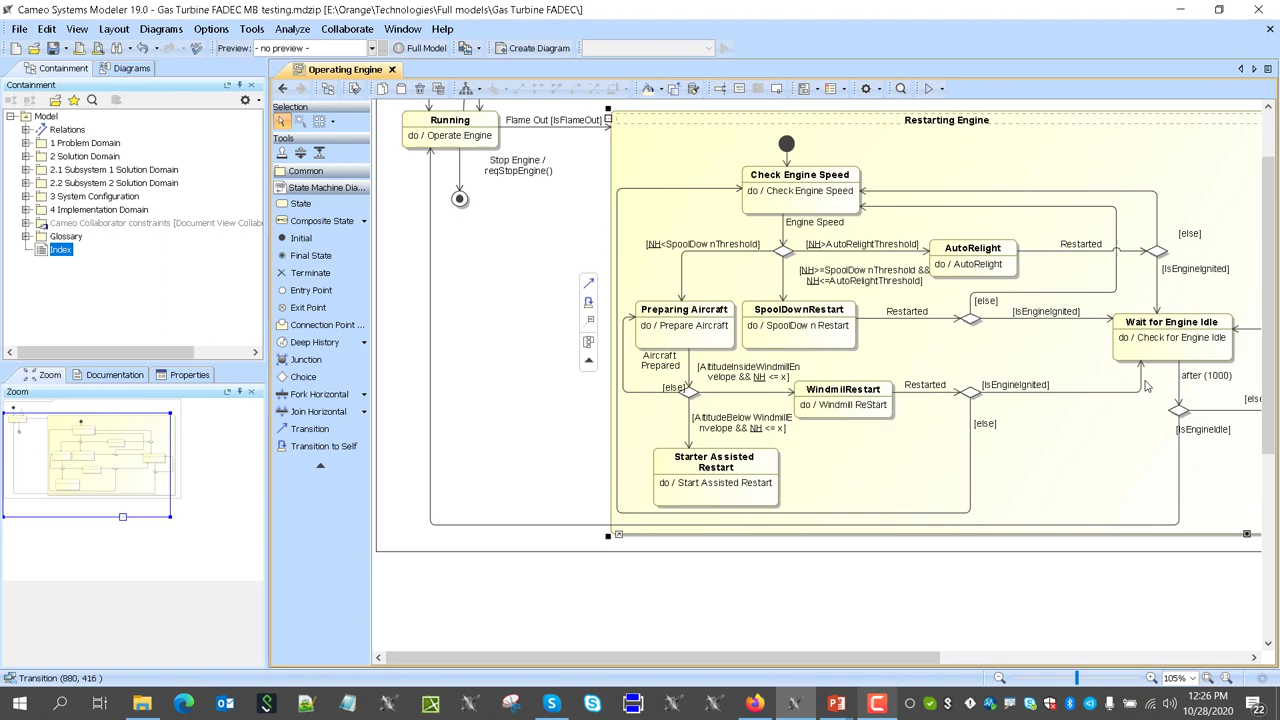 Cameo Systems Modeler 19.0 - Gas Turbine FADEC MB testing.mdzip [E:\Orange\Technologies\Full models\Gas Turbine FADEC\]
File Edit View Layout Diagrams Options Tools Analyze Collaborate Window Help
Preview: - no preview - Full Model Create Diagram
Containment Diagrams
Operating Engine
Containment
Model
Relations
1 Problem Domain
2 Solution Domain
2.1 Subsystem 1 Solution Domain
2.2 Subsystem 2 Solution Domain
3 System Configuration
4 Implementation Domain
Cameo Collaborator constraints [Document View Collab
Glossary
Index
Zoom Documentation Properties
Zoom
Selection
Tools
Common
State Machine Dia...
State
Composite State
Initial
Final State
Terminate
Entry Point
Exit Point
Connection Point ...
Deep History
Junction
Choice
Fork Horizontal
Join Horizontal
Transition
Transition to Self
Running
do / Operate Engine
Flame Out [IsFlameOut]
Stop Engine /
reqStopEngine()
Restarting Engine
Check Engine Speed
do / Check Engine Speed
Engine Speed
[NH<SpoolDownThreshold]
[NH>AutoRelightThreshold]
AutoRelight
do / AutoRelight
Restarted
[else]
[NH>=SpoolDownThreshold &&
NH<=AutoRelightThreshold]
[IsEngineIgnited]
Preparing Aircraft
do / Prepare Aircraft
SpoolDownRestart
do / SpoolDown Restart
Restarted
[else]
[IsEngineIgnited]
Wait for Engine Idle
do / Check for Engine Idle
Aircraft
Prepared
[AltitudeInsideWindmillEn
velope && NH <= x]
[else]
WindmilRestart
do / Windmill ReStart
Restarted
[IsEngineIgnited]
after (1000)
[else
[AltitudeBelow WindmillE
nvelope && NH <= x]
[else]
[IsEngineIdle]
Starter Assisted
Restart
do / Start Assisted Restart
Transition (880, 416 )
105%
12:26 PM
10/28/2020
22